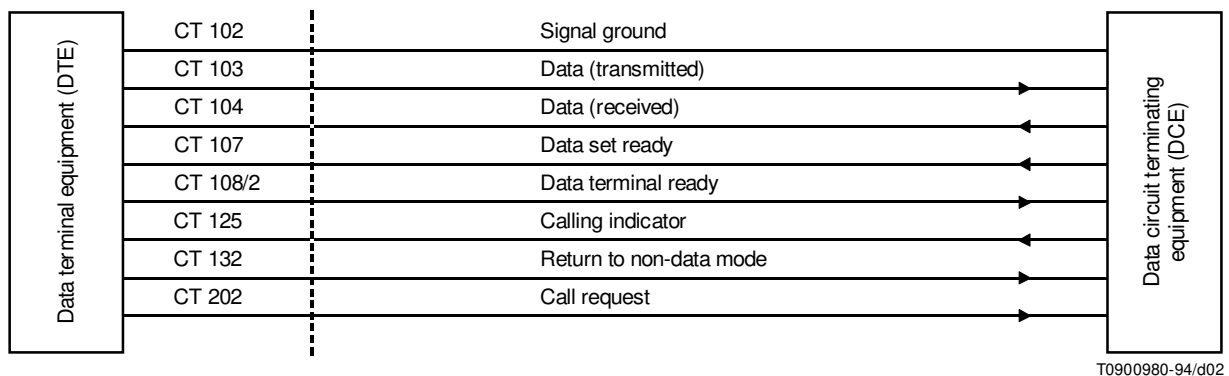 Data terminal equipment (DTE)
CT 102 Signal ground
CT 103 Data (transmitted)
CT 104 Data (received)
CT 107 Data set ready
CT 108/2 Data terminal ready
CT 125 Calling indicator
CT 132 Return to non-data mode
CT 202 Call request
Data circuit terminating
equipment (DCE)
T0900980-94/d02